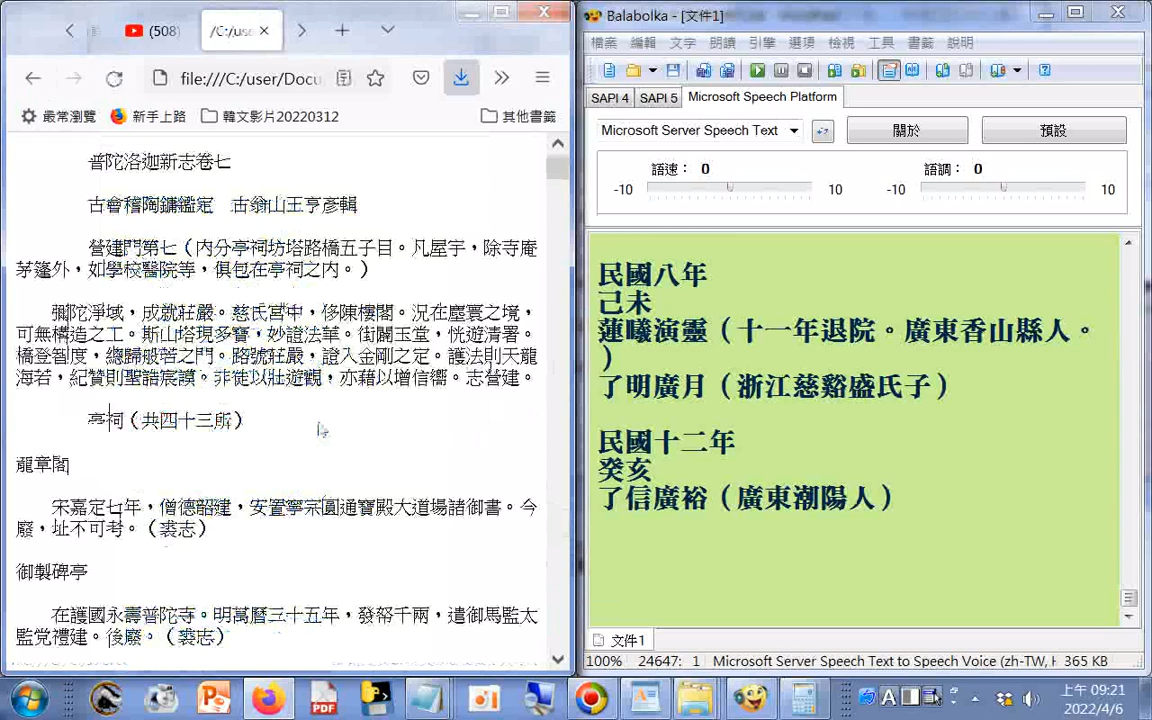 (508)
/C:/use
file:///C:/user/Docu
最常瀏覽
新手上路
韓文影片20220312
其他書籤
普陀洛迦新志卷七
古會稽陶鏞鑑定　古翁山王亨彥輯
營建門第七（內分亭祠坊塔路橋五子目。凡屋宇，除寺庵
茅篷外，如學校醫院等，俱包在亭祠之內。）
彌陀淨域，成就莊嚴。慈氏宮中，侈陳樓閣。況在塵寰之境，
可無構造之工。斯山塔現多寶，妙證法華。街闢玉堂，恍遊清署。
橋登智度，總歸般若之門。路號莊嚴，證入金剛之定。護法則天龍
海若，紀贊則聖誥宸謨。非徒以壯遊觀，亦藉以增信嚮。志營建。
亭祠（共四十三所）
龍章閣
宋嘉定七年，僧德韶建，安置寧宗圓通寶殿大道場諸御書。今
廢，址不可考。（裘志）
御製碑亭
在護國永壽普陀寺。明萬曆三十五年，發帑千兩，遣御馬監太
監党禮建。後廢。（裘志）
Balabolka - [文件1]
檔案 編輯 文字 朗讀 引擎 選項 檢視 工具 書籤 說明
SAPI 4 SAPI 5 Microsoft Speech Platform
Microsoft Server Speech Text
關於
預設
語速： 0
-10 10
語調： 0
-10 10
民國八年
己未
蓮曦演靈（十一年退院。廣東香山縣人。
）
了明廣月（浙江慈谿盛氏子）
民國十二年
癸亥
了信廣裕（廣東潮陽人）
文件1
100% 24647: 1 Microsoft Server Speech Text to Speech Voice (zh-TW, H 365 KB
上午 09:21
2022/4/6